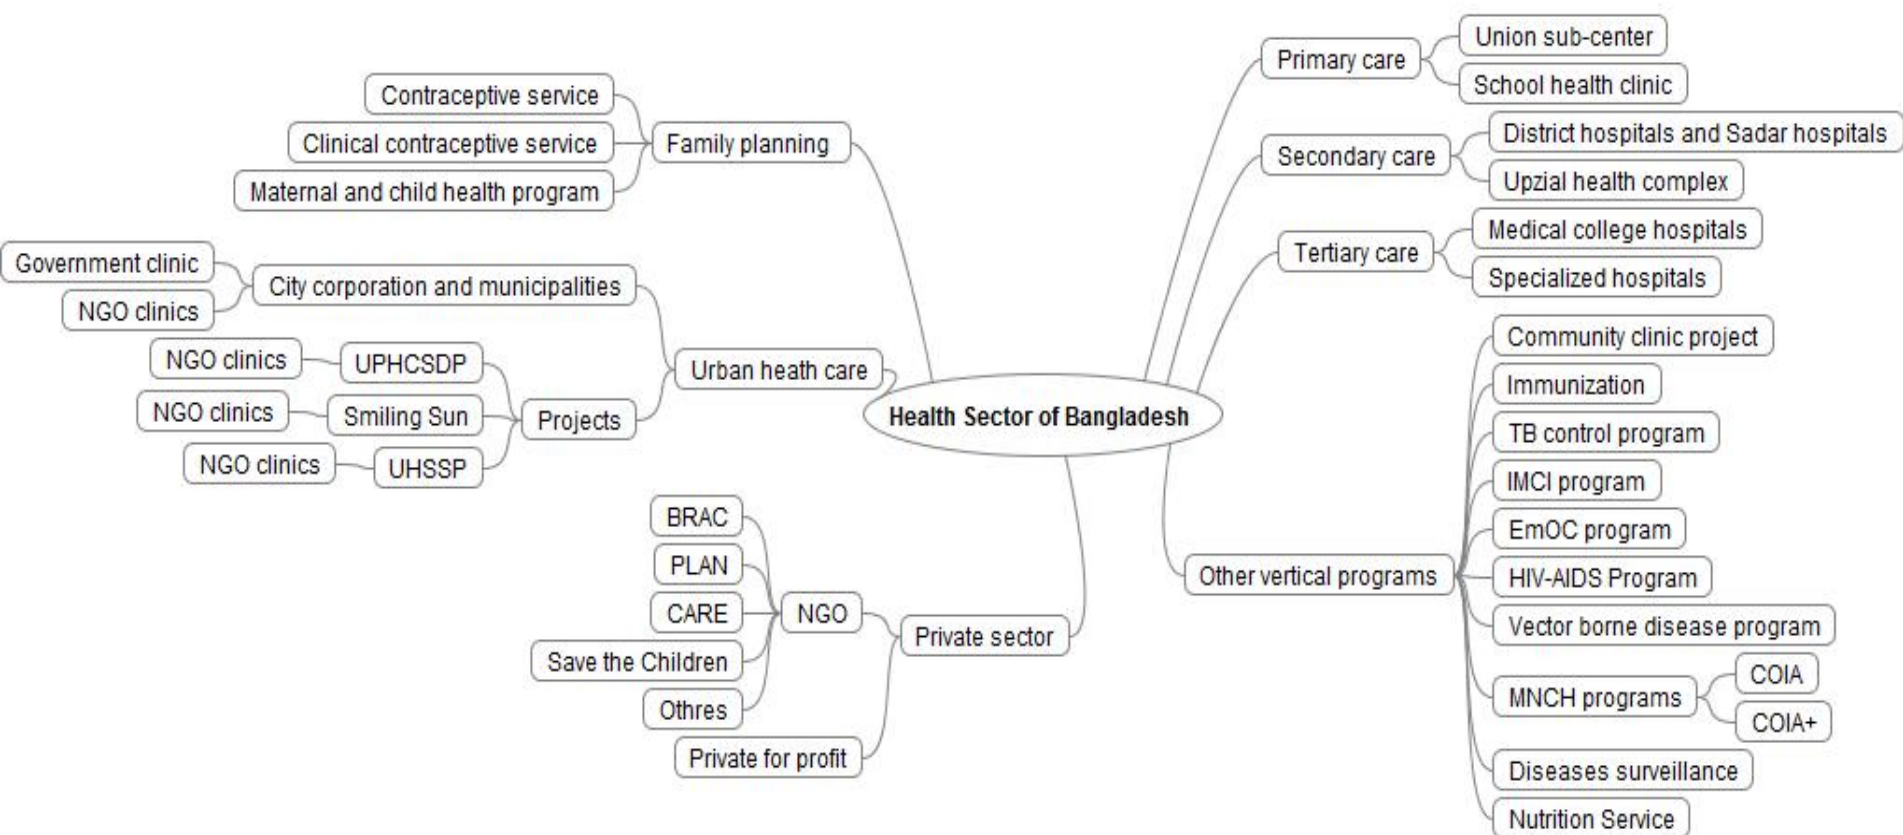 Health Sector of Bangladesh
Family planning
Contraceptive service
Clinical contraceptive service
Maternal and child health program
Urban heath care
City corporation and municipalities
Government clinic
NGO clinics
Projects
UPHCSDP
NGO clinics
Smiling Sun
NGO clinics
UHSSP
NGO clinics
Private sector
NGO
BRAC
PLAN
CARE
Save the Children
Othres
Private for profit
Primary care
Union sub-center
School health clinic
Secondary care
District hospitals and Sadar hospitals
Upzial health complex
Tertiary care
Medical college hospitals
Specialized hospitals
Other vertical programs
Community clinic project
Immunization
TB control program
IMCI program
EmOC program
HIV-AIDS Program
Vector borne disease program
MNCH programs
COIA
COIA+
Diseases surveillance
Nutrition Service